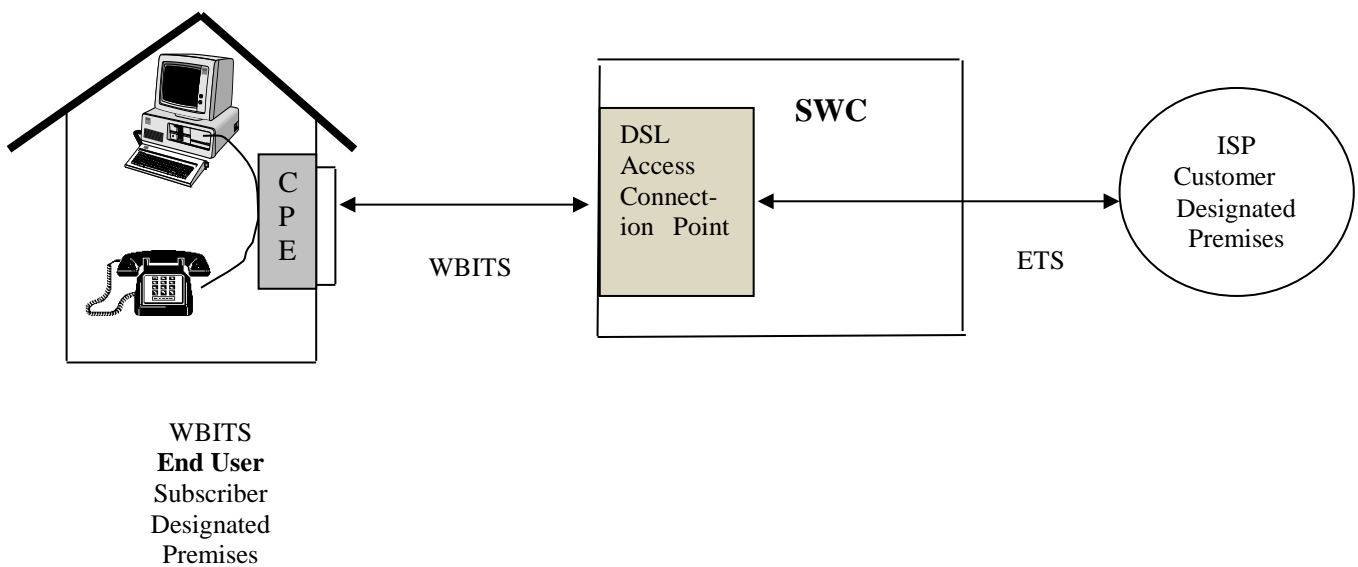 C
P
E
WBITS
DSL
Access
Connect-
ion Point
SWC
ETS
ISP
Customer
Designated
Premises
WBITS
End User
Subscriber
Designated
Premises